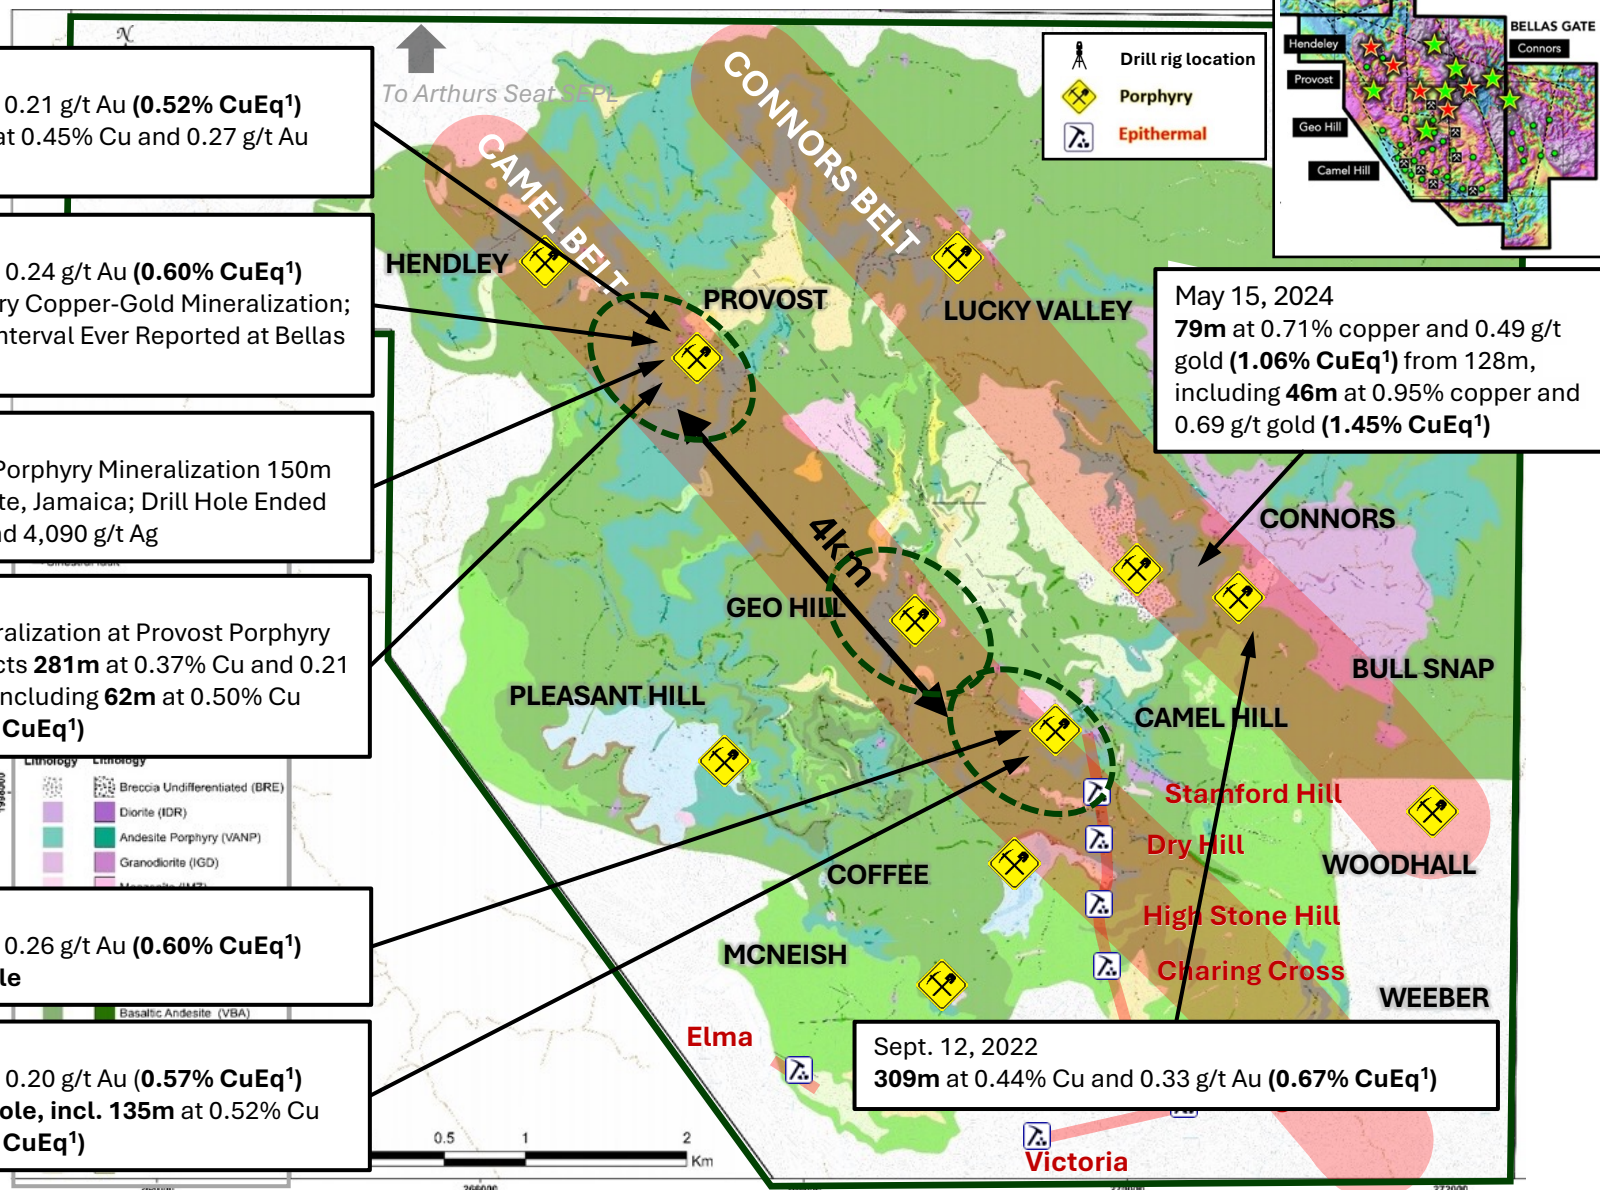 N
To Arthurs Seat SEPL
CONNORS BELT
CAMEL BELT
Drill rig location
Porphyry
Epithermal
BELLAS GATE
Hendeley
Connors
Provost
Geo Hill
Camel Hill
0.21 g/t Au (0.52% CuEq¹)
at 0.45% Cu and 0.27 g/t Au
0.24 g/t Au (0.60% CuEq¹)
ry Copper-Gold Mineralization;
nterval Ever Reported at Bellas
Porphyry Mineralization 150m
te, Jamaica; Drill Hole Ended
nd 4,090 g/t Ag
ralization at Provost Porphyry
cts 281m at 0.37% Cu and 0.21
including 62m at 0.50% Cu
CuEq¹)
Lithology
Lithology
Breccia Undifferentiated (BRE)
Diorite (IDR)
Andesite Porphyry (VANP)
Granodiorite (IGD)
0.26 g/t Au (0.60% CuEq¹)
le
Basaltic Andesite (VBA)
0.20 g/t Au (0.57% CuEq¹)
ole, incl. 135m at 0.52% Cu
CuEq¹)
HENDLEY
PROVOST
LUCKY VALLEY
May 15, 2024
79m at 0.71% copper and 0.49 g/t
gold (1.06% CuEq¹) from 128m,
including 46m at 0.95% copper and
0.69 g/t gold (1.45% CuEq¹)
4km
CONNORS
GEO HILL
BULL SNAP
PLEASANT HILL
CAMEL HILL
Stamford Hill
Dry Hill
WOODHALL
COFFEE
High Stone Hill
MCNEISH
Charing Cross
WEEBER
Elma
Sept. 12, 2022
309m at 0.44% Cu and 0.33 g/t Au (0.67% CuEq¹)
Victoria
0.5 1 2
Km